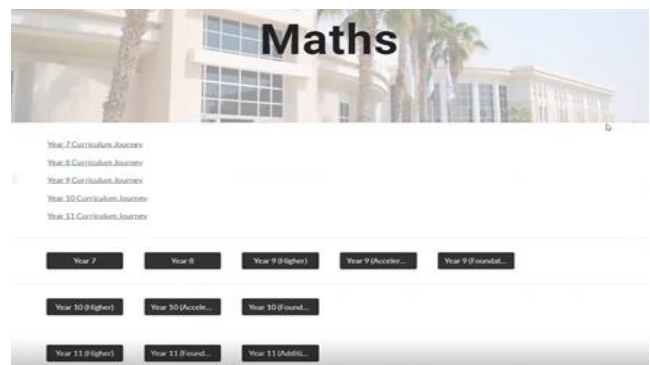 Maths
Year 7 Curriculum Journey
Year 8 Curriculum Journey
Year 9 Curriculum Journey
Year 10 Curriculum Journey
Year 11 Curriculum Journey
Year 7 Year 8 Year 9 (Higher) Year 9 (Acceler... Year 9 (Foundat...
Year 10 (Higher) Year 10 (Accele... Year 10 (Found...
Year 11 (Higher) Year 11 (Found... Year 11 (Additi...